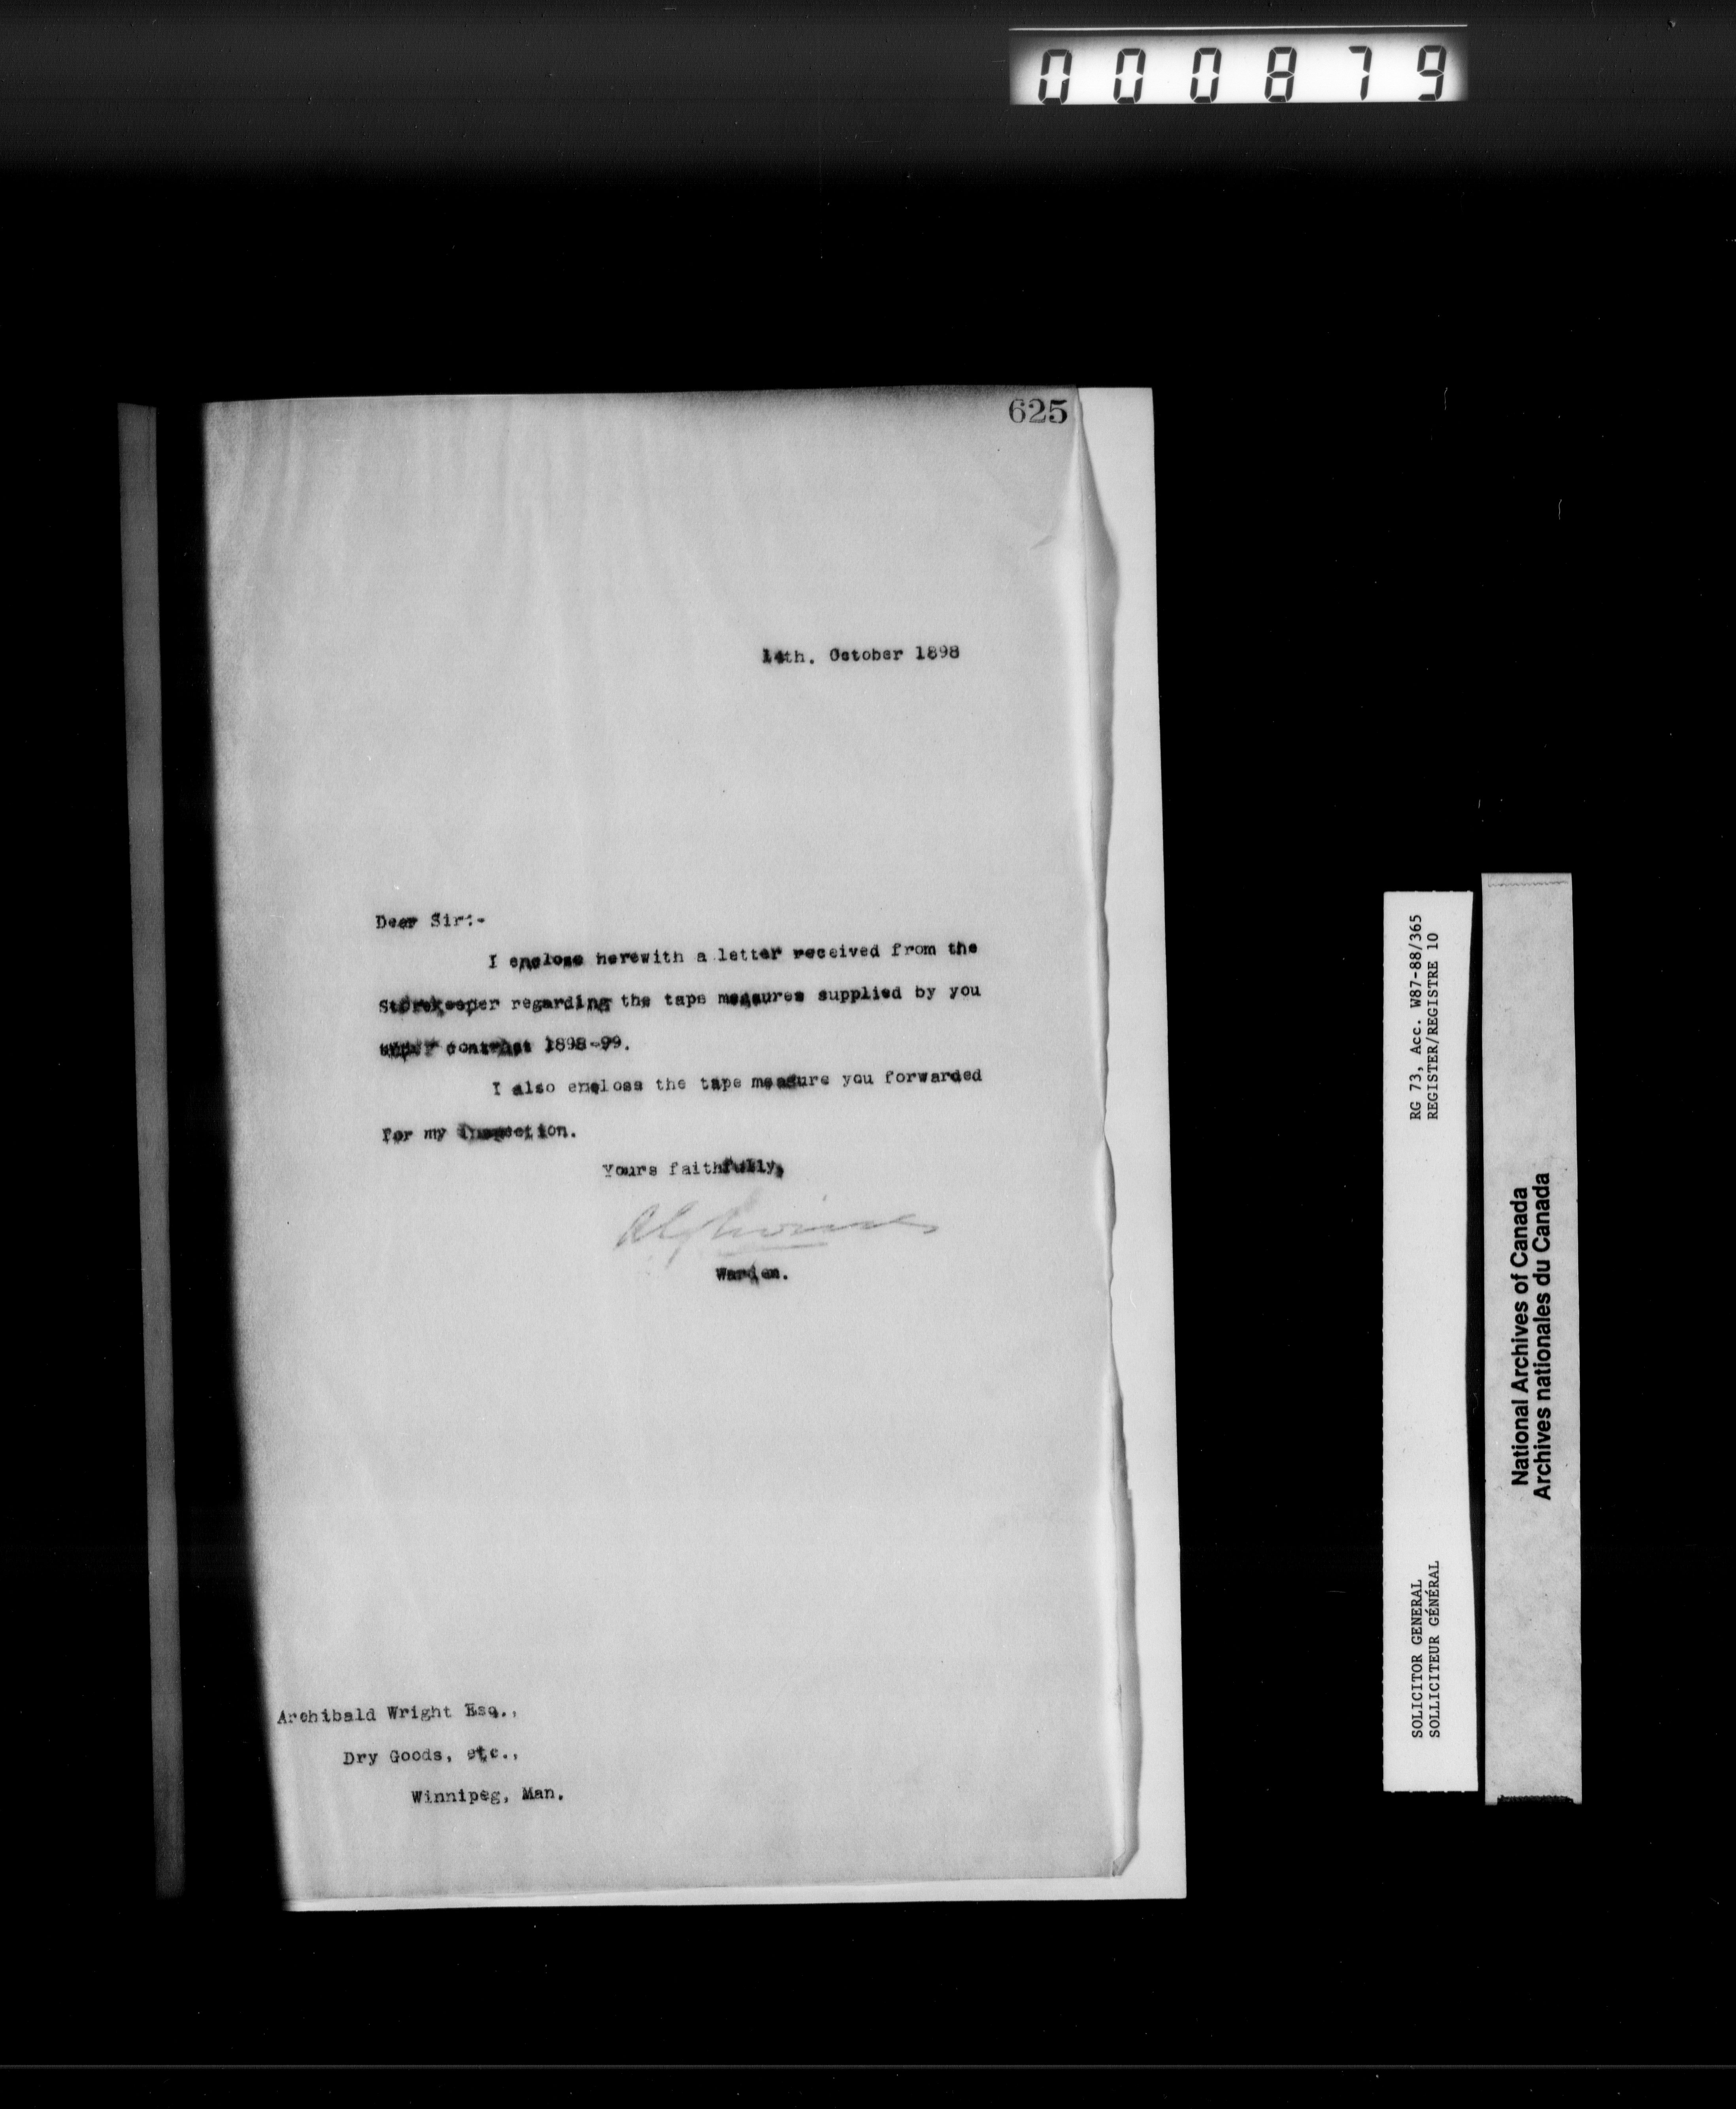 000879
625
14th. October 1898
Dear Sir:-
I enclose herewith a letter received from the
Storekeeper regarding the tape measures supplied by you
under contract 1898-99.
I also enclose the tape measure you forwarded
for my inspection.
Yours faithfully,
Warden.
Archibald Wright Esq.,
Dry Goods, etc.,
Winnipeg, Man.
RG 73, Acc. W87-88/365
REGISTER/REGISTRE 10
SOLICITOR GENERAL
SOLLICITEUR GÉNÉRAL
National Archives of Canada
Archives nationales du Canada